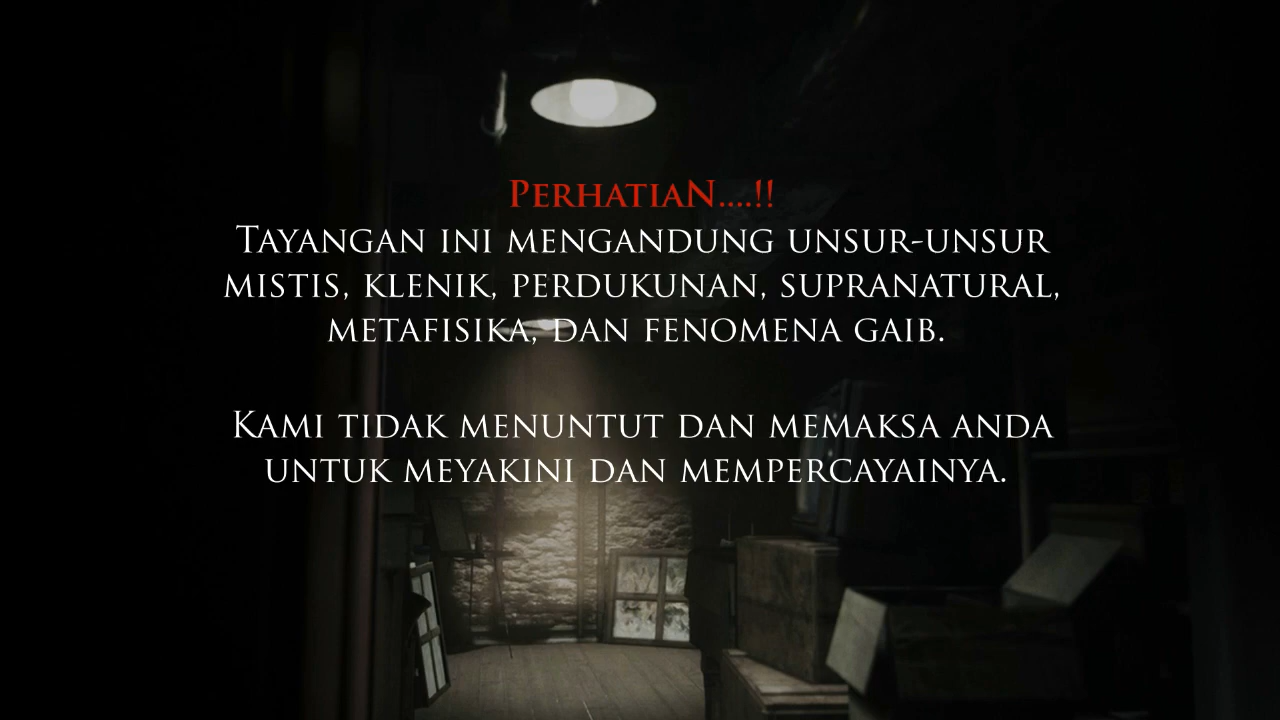 PERHATIAN....!!
TAYANGAN INI MENGANDUNG UNSUR-UNSUR
MISTIS, KLENIK, PERDUKUNAN, SUPRANATURAL,
METAFISIKA, DAN FENOMENA GAIB.
KAMI TIDAK MENUNTUT DAN MEMAKSA ANDA
UNTUK MEYAKINI DAN MEMPERCAYAINYA.